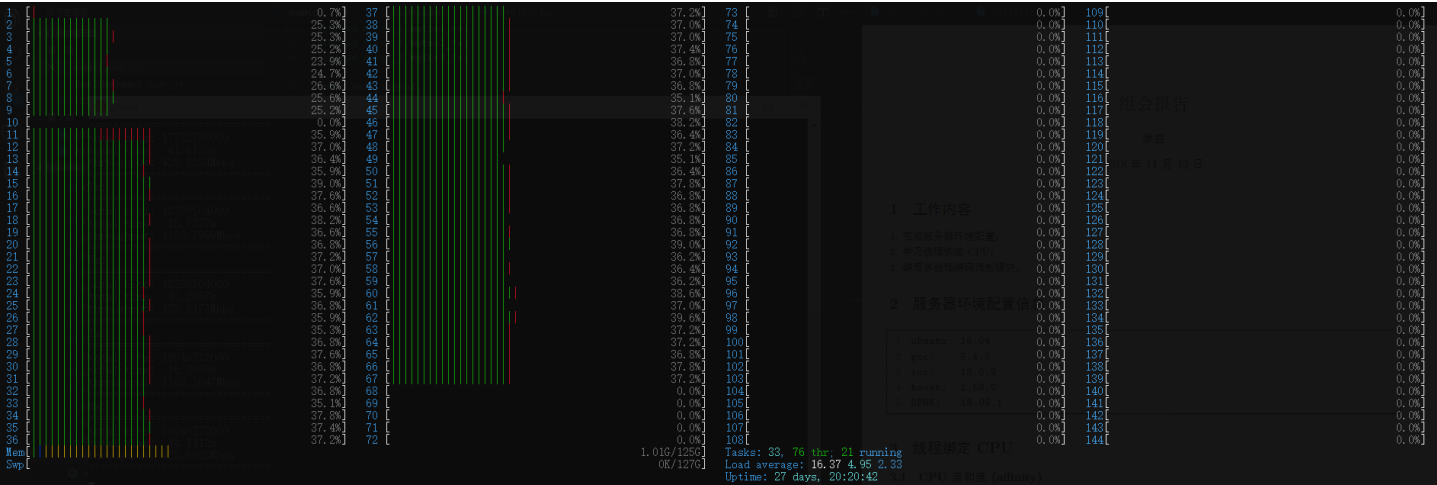 1 [ 0.7%] 37 [ 37.2%] 73 [ 0.0%] 109[ 0.0%]
2 [ 25.3%] 38 [ 37.0%] 74 [ 0.0%] 110[ 0.0%]
3 [ 25.3%] 39 [ 37.0%] 75 [ 0.0%] 111[ 0.0%]
4 [ 25.2%] 40 [ 37.4%] 76 [ 0.0%] 112[ 0.0%]
5 [ 23.9%] 41 [ 36.8%] 77 [ 0.0%] 113[ 0.0%]
6 [ 24.7%] 42 [ 37.0%] 78 [ 0.0%] 114[ 0.0%]
7 [ 26.6%] 43 [ 36.8%] 79 [ 0.0%] 115[ 0.0%]
8 [ 25.6%] 44 [ 35.1%] 80 [ 0.0%] 116[ 0.0%]
9 [ 25.2%] 45 [ 37.6%] 81 [ 0.0%] 117[ 0.0%]
10 [ 0.0%] 46 [ 38.2%] 82 [ 0.0%] 118[ 0.0%]
11 [ 35.9%] 47 [ 36.4%] 83 [ 0.0%] 119[ 0.0%]
12 [ 37.0%] 48 [ 37.2%] 84 [ 0.0%] 120[ 0.0%]
13 [ 36.4%] 49 [ 35.1%] 85 [ 0.0%] 121[ 0.0%]
14 [ 35.9%] 50 [ 36.4%] 86 [ 0.0%] 122[ 0.0%]
15 [ 39.0%] 51 [ 37.8%] 87 [ 0.0%] 123[ 0.0%]
16 [ 37.6%] 52 [ 36.8%] 88 [ 0.0%] 124[ 0.0%]
17 [ 36.6%] 53 [ 36.8%] 89 [ 0.0%] 125[ 0.0%]
18 [ 38.2%] 54 [ 36.8%] 90 [ 0.0%] 126[ 0.0%]
19 [ 36.6%] 55 [ 36.8%] 91 [ 0.0%] 127[ 0.0%]
20 [ 36.8%] 56 [ 39.0%] 92 [ 0.0%] 128[ 0.0%]
21 [ 37.2%] 57 [ 36.2%] 93 [ 0.0%] 129[ 0.0%]
22 [ 37.0%] 58 [ 36.4%] 94 [ 0.0%] 130[ 0.0%]
23 [ 37.6%] 59 [ 36.2%] 95 [ 0.0%] 131[ 0.0%]
24 [ 35.9%] 60 [ 38.6%] 96 [ 0.0%] 132[ 0.0%]
25 [ 36.8%] 61 [ 37.0%] 97 [ 0.0%] 133[ 0.0%]
26 [ 35.9%] 62 [ 39.6%] 98 [ 0.0%] 134[ 0.0%]
27 [ 35.3%] 63 [ 37.2%] 99 [ 0.0%] 135[ 0.0%]
28 [ 36.8%] 64 [ 37.2%] 100[ 0.0%] 136[ 0.0%]
29 [ 37.6%] 65 [ 36.8%] 101[ 0.0%] 137[ 0.0%]
30 [ 36.8%] 66 [ 37.8%] 102[ 0.0%] 138[ 0.0%]
31 [ 37.2%] 67 [ 37.2%] 103[ 0.0%] 139[ 0.0%]
32 [ 36.8%] 68 [ 0.0%] 104[ 0.0%] 140[ 0.0%]
33 [ 35.1%] 69 [ 0.0%] 105[ 0.0%] 141[ 0.0%]
34 [ 37.8%] 70 [ 0.0%] 106[ 0.0%] 142[ 0.0%]
35 [ 37.4%] 71 [ 0.0%] 107[ 0.0%] 143[ 0.0%]
36 [ 37.2%] 72 [ 0.0%] 108[ 0.0%] 144[ 0.0%]
Mem[ 1.01G/125G] Tasks: 33, 76 thr; 21 running
Swp[ 0K/127G] Load average: 16.37 4.95 2.33
Uptime: 27 days, 20:20:42
组会报告
1 工作内容
2 服务器环境配置信
线程绑定 CPU